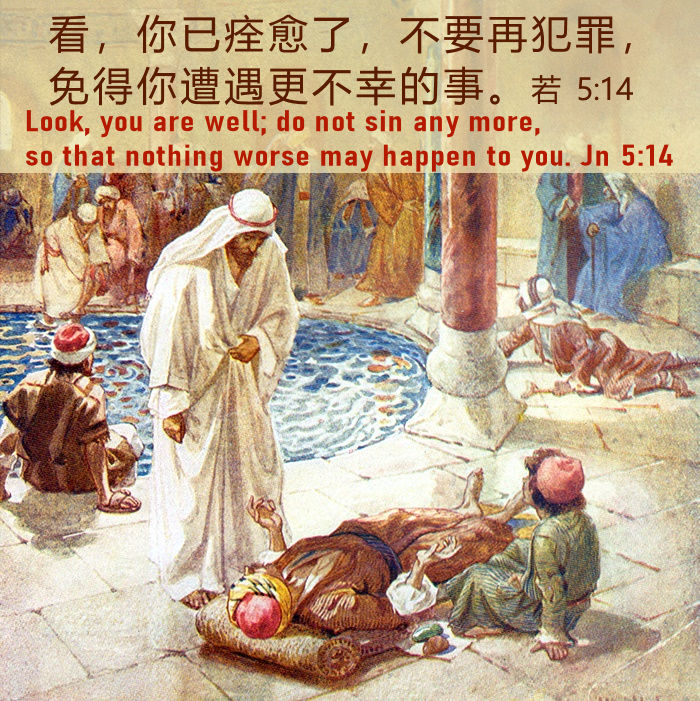 看，你已痊愈了，不要再犯罪，
免得你遭遇更不幸的事。若 5:14
Look, you are well; do not sin any more,
so that nothing worse may happen to you. Jn 5:14